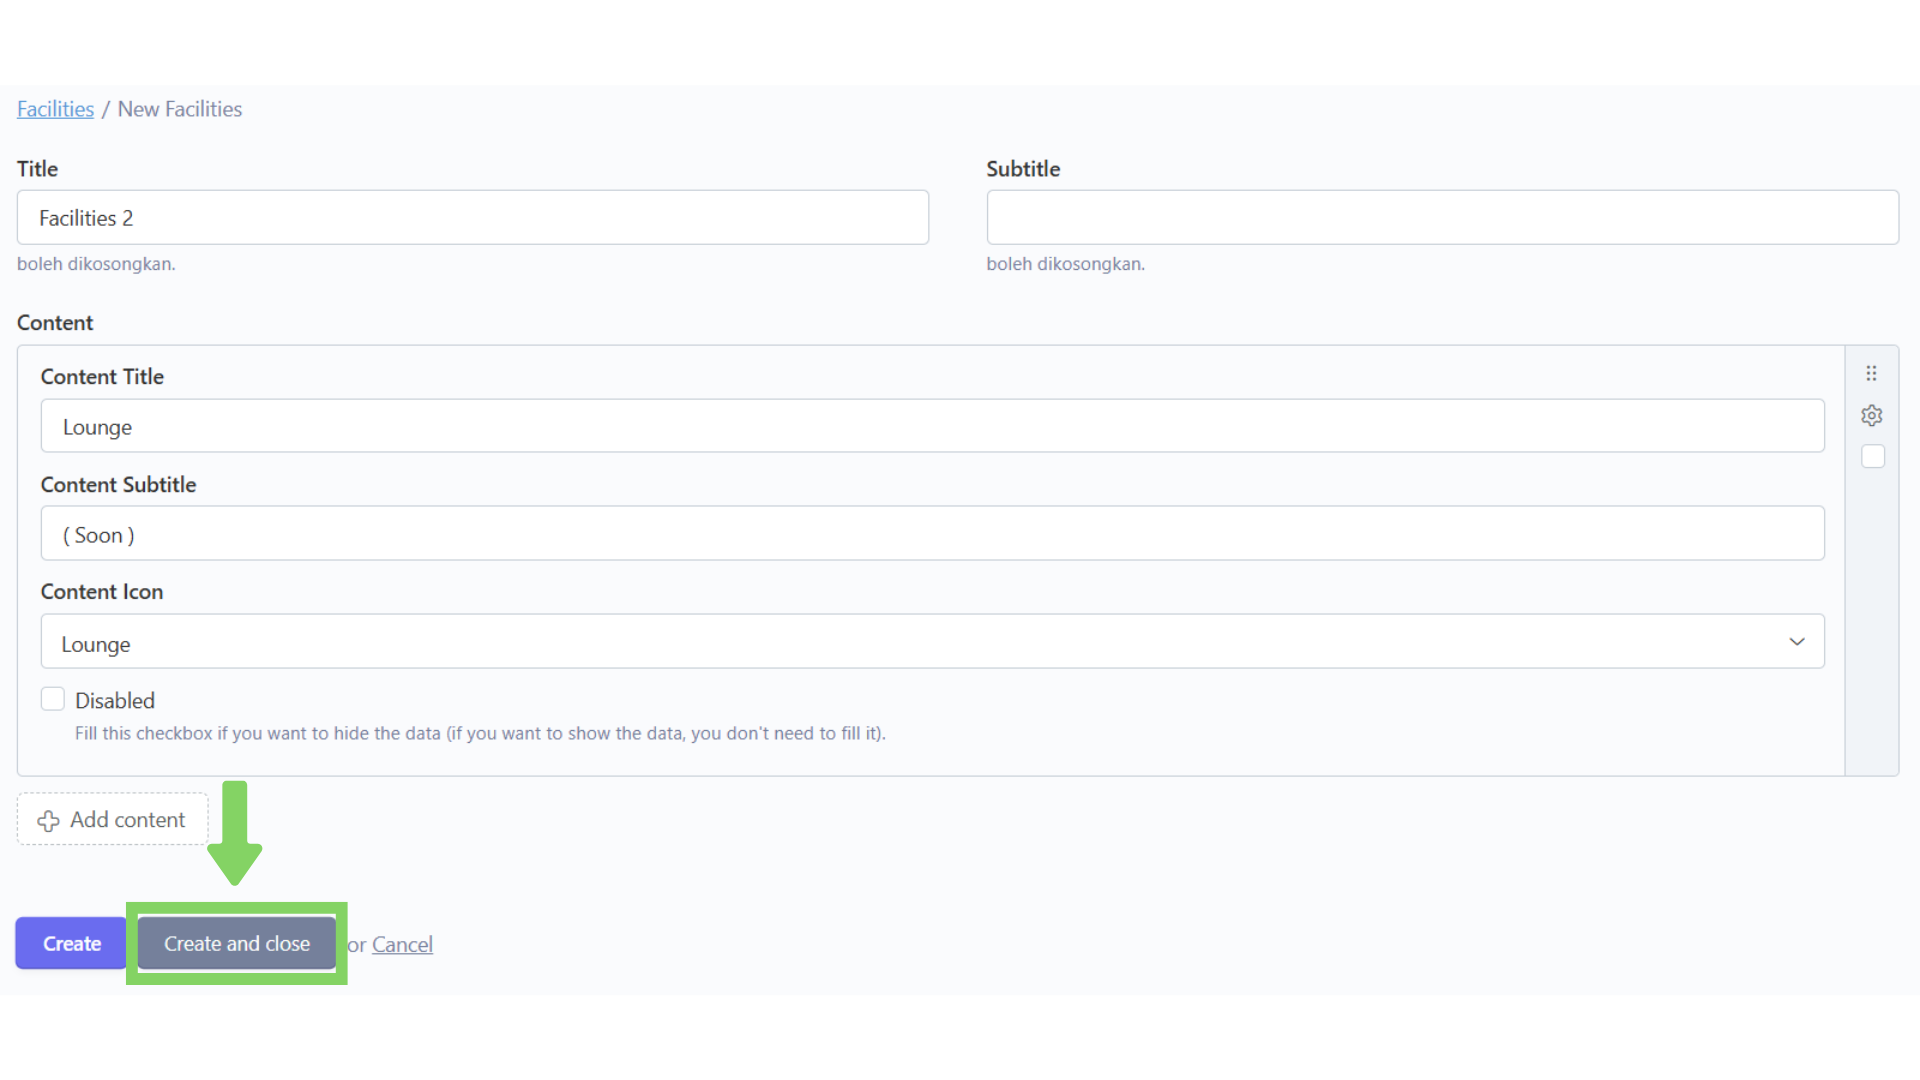 Facilities / New Facilities
Title
Subtitle
Facilities 2
boleh dikosongkan.
boleh dikosongkan.
Content
Content Title
Lounge
Content Subtitle
( Soon )
Content Icon
Lounge
Disabled
Fill this checkbox if you want to hide the data (if you want to show the data, you don't need to fill it).
Add content
Create
Create and close
or Cancel